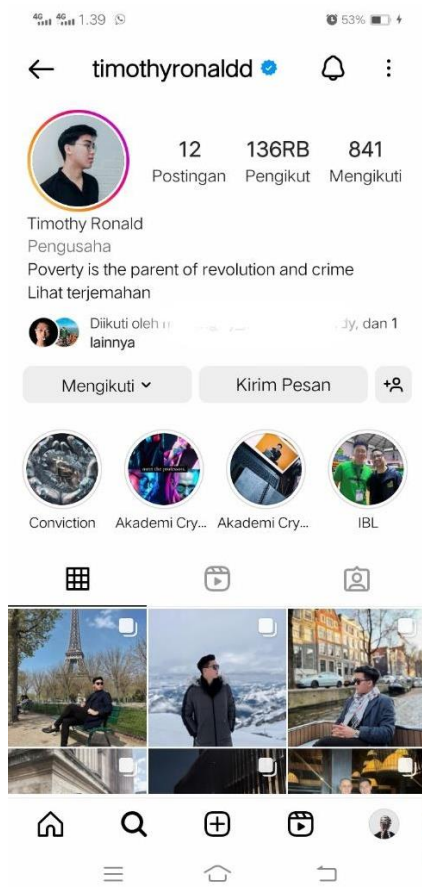 4G 4G 1.39 53%
timothyronaldd
12 136RB 841
Postingan Pengikut Mengikuti
Timothy Ronald
Pengusaha
Poverty is the parent of revolution and crime
Lihat terjemahan
Diikuti oleh dy, dan 1
lainnya
Mengikuti Kirim Pesan
Conviction Akademi Cry... Akademi Cry... IBL